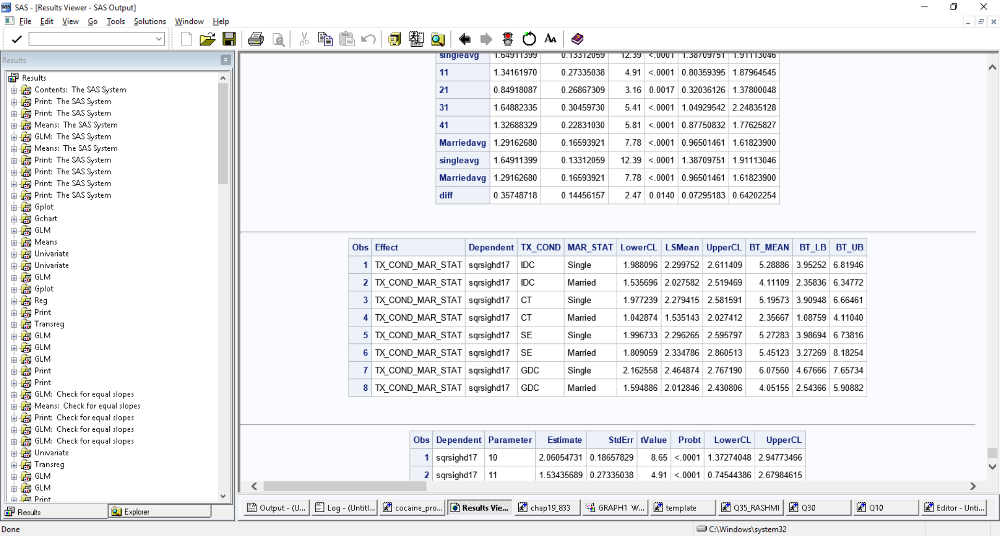 SAS - [Results Viewer - SAS Output]
File Edit View Go Tools Solutions Window Help
Results
Results
Contents: The SAS System
Print: The SAS System
Print: The SAS System
Means: The SAS System
GLM: The SAS System
Means: The SAS System
Print: The SAS System
Print: The SAS System
Print: The SAS System
Print: The SAS System
Gplot
Gchart
GLM
Means
Univariate
Univariate
GLM
Gplot
Reg
Print
Transreg
GLM
GLM
GLM
Print
Print
GLM: Check for equal slopes
Means: Check for equal slopes
Print: Check for equal slopes
GLM: Check for equal slopes
GLM: Check for equal slopes
Univariate
Transreg
GLM
GLM
Print
Results Explorer
singleavg 1.64911399 0.13312059 12.39 <.0001 1.38709751 1.91113046
11 1.34161970 0.27335038 4.91 <.0001 0.80359395 1.87964545
21 0.84918087 0.26867309 3.16 0.0017 0.32036126 1.37800048
31 1.64882335 0.30459730 5.41 <.0001 1.04929542 2.24835128
41 1.32688329 0.22831030 5.81 <.0001 0.87750832 1.77625827
Marriedavg 1.29162680 0.16593921 7.78 <.0001 0.96501461 1.61823900
singleavg 1.64911399 0.13312059 12.39 <.0001 1.38709751 1.91113046
Marriedavg 1.29162680 0.16593921 7.78 <.0001 0.96501461 1.61823900
diff 0.35748718 0.14456157 2.47 0.0140 0.07295183 0.64202254
Obs Effect Dependent TX_COND MAR_STAT LowerCL LSMean UpperCL BT_MEAN BT_LB BT_UB
1 TX_COND_MAR_STAT sqrsighd17 IDC Single 1.988096 2.299752 2.611409 5.28886 3.95252 6.81946
2 TX_COND_MAR_STAT sqrsighd17 IDC Married 1.535696 2.027582 2.519469 4.11109 2.35836 6.34772
3 TX_COND_MAR_STAT sqrsighd17 CT Single 1.977239 2.279415 2.581591 5.19573 3.90948 6.66461
4 TX_COND_MAR_STAT sqrsighd17 CT Married 1.042874 1.535143 2.027412 2.35667 1.08759 4.11040
5 TX_COND_MAR_STAT sqrsighd17 SE Single 1.996733 2.296265 2.595797 5.27283 3.98694 6.73816
6 TX_COND_MAR_STAT sqrsighd17 SE Married 1.809059 2.334786 2.860513 5.45123 3.27269 8.18254
7 TX_COND_MAR_STAT sqrsighd17 GDC Single 2.162558 2.464874 2.767190 6.07560 4.67666 7.65734
8 TX_COND_MAR_STAT sqrsighd17 GDC Married 1.594886 2.012846 2.430806 4.05155 2.54366 5.90882
Obs Dependent Parameter Estimate StdErr tValue Probt LowerCL UpperCL
1 sqrsighd17 10 2.06054731 0.18657829 8.65 <.0001 1.37274048 2.94773466
2 sqrsighd17 11 1.53435689 0.27335038 4.91 <.0001 0.74544386 2.67984615
Output - (U... Log - (Untitl... cocaine_pro... Results Vie... chap19_833 GRAPH1 W... template Q35_RASHMI Q30 Q10 Editor - Unti...
Done C:\Windows\system32